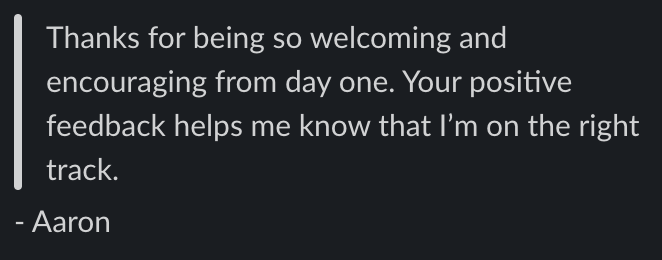 Thanks for being so welcoming and
encouraging from day one. Your positive
feedback helps me know that I’m on the right
track.
- Aaron